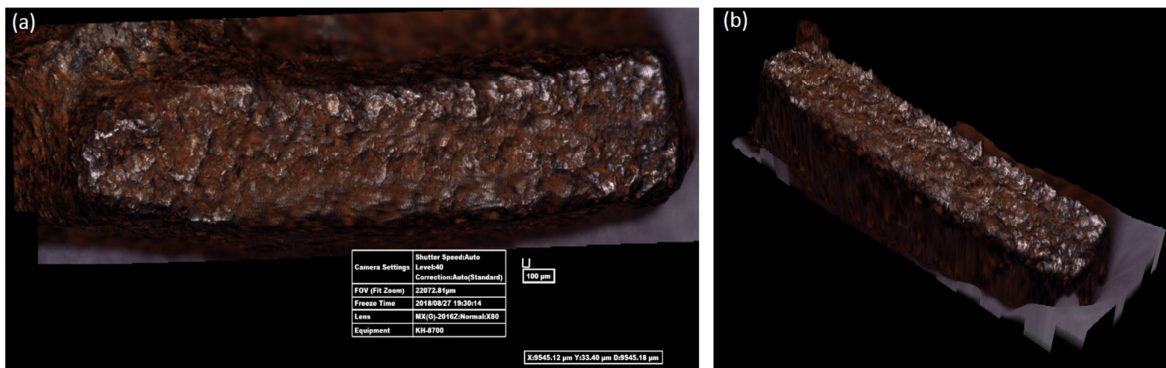 (a)
(b)
Camera Settings
Shutter Speed:Auto
Level:40
Correction:Auto(Standard)
FOV (Fit Zoom) 22072.81µm
Freeze Time 2018/08/27 19:30:14
Lens MX(G)-2016Z:Normal:X80
Equipment KH-8700
100 µm
X:9545.12 µm Y:33.40 µm D:9545.18 µm